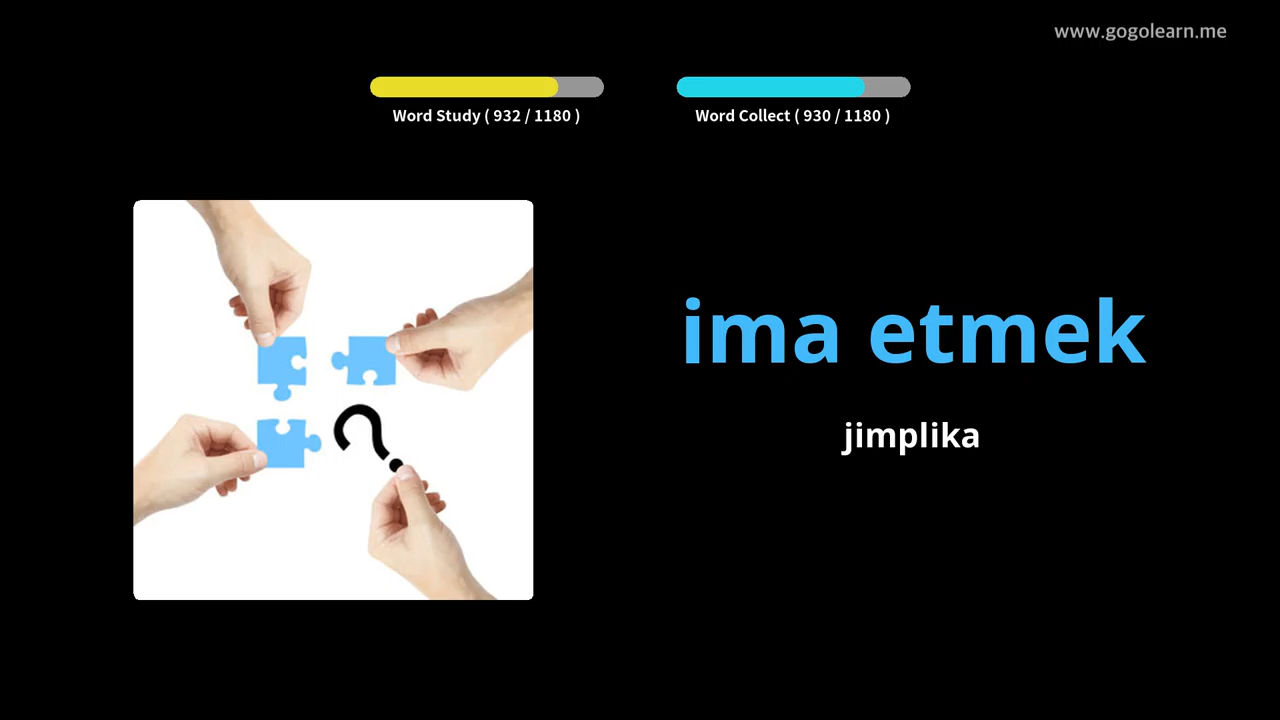 www.gogolearn.me
Word Study ( 932 / 1180 )
Word Collect ( 930 / 1180 )
?
ima etmek
jimplika